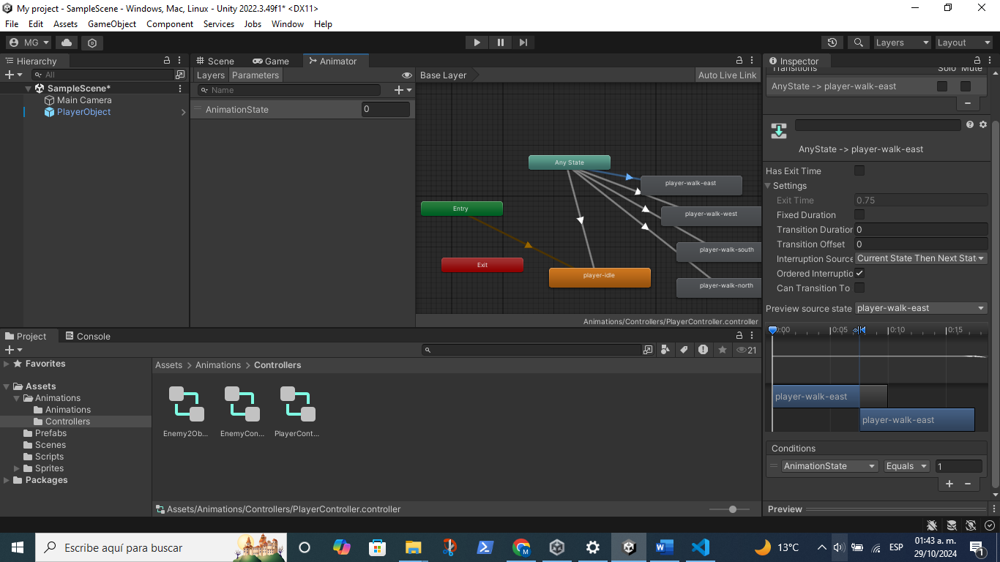 My project - SampleScene - Windows, Mac, Linux - Unity 2022.3.49f1* <DX11>
File Edit Assets GameObject Component Services Jobs Window Help
MG
Layers
Layout
Hierarchy
All
SampleScene*
Main Camera
PlayerObject
Scene
Game
Animator
Layers
Parameters
Name
AnimationState
0
Base Layer
Auto Live Link
Any State
player-walk-east
Entry
player-walk-west
player-walk-south
Exit
player-idle
player-walk-north
Animations/Controllers/PlayerController.controller
Inspector
Transitions
Solo Mute
AnyState -> player-walk-east
AnyState -> player-walk-east
Has Exit Time
Settings
Exit Time
0.75
Fixed Duration
Transition Duration
0
Transition Offset
0
Interruption Source
Current State Then Next Stat
Ordered Interruptio
Can Transition To
Preview source state
player-walk-east
0:00
0:05
0:10
0:15
player-walk-east
player-walk-east
Conditions
AnimationState
Equals
1
Preview
Project
Console
21
Favorites
Assets
Animations
Animations
Controllers
Prefabs
Scenes
Scripts
Sprites
Packages
Assets > Animations > Controllers
Enemy2Ob...
EnemyCon...
PlayerCont...
Assets/Animations/Controllers/PlayerController.controller
Escribe aquí para buscar
13°C
ESP
01:43 a. m.
29/10/2024
1